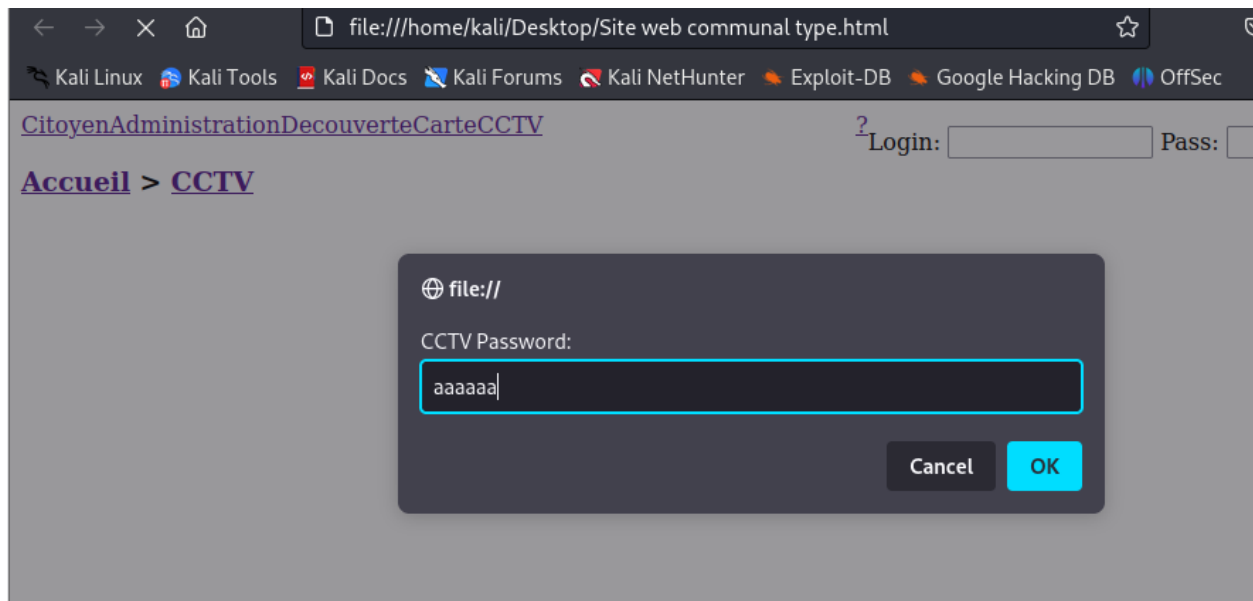 file:///home/kali/Desktop/Site web communal type.html
Kali Linux Kali Tools Kali Docs Kali Forums Kali NetHunter Exploit-DB Google Hacking DB OffSec
CitoyenAdministrationDecouverteCarteCCTV ? Login: Pass:
Accueil > CCTV
file://
CCTV Password:
aaaaaa
Cancel OK